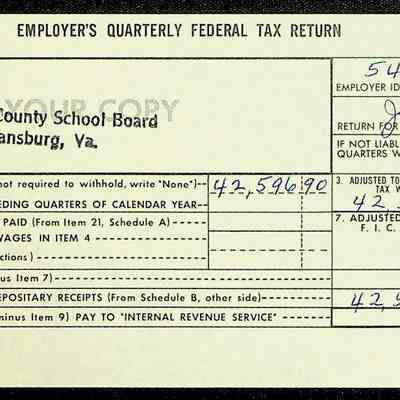 EMPLOYER'S QUARTERLY FEDERAL TAX RETURN
54
EMPLOYER ID
YOUR COPY
County School Board
ansburg, Va.
RETURN FOR
IF NOT LIABL
QUARTERS W
not required to withhold, write "None")-- 42,596 90
3. ADJUSTED TO
TAX W
EDING QUARTERS OF CALENDAR YEAR--
42
PAID (From Item 21, Schedule A)
7. ADJUSTED
F. I. C.
WAGES IN ITEM 4
ctions)
us Item 7)
EPOSITARY RECEIPTS (From Schedule B, other side) 42,5
minus Item 9) PAY TO "INTERNAL REVENUE SERVICE"